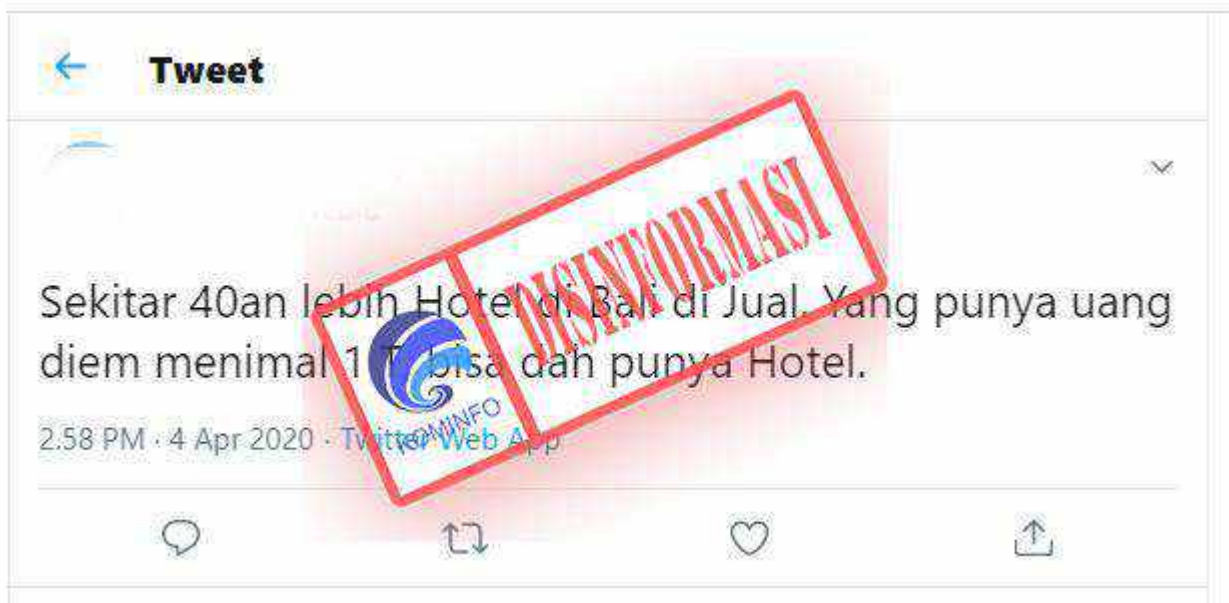 Tweet
Sekitar 40an lebih Hotel di Bali di Jual. Yang punya uang
diem menimal 1 T, bisa dah punya Hotel.
2.58 PM · 4 Apr 2020 · Twitter Web App
KOMINFO
DISINFORMASI